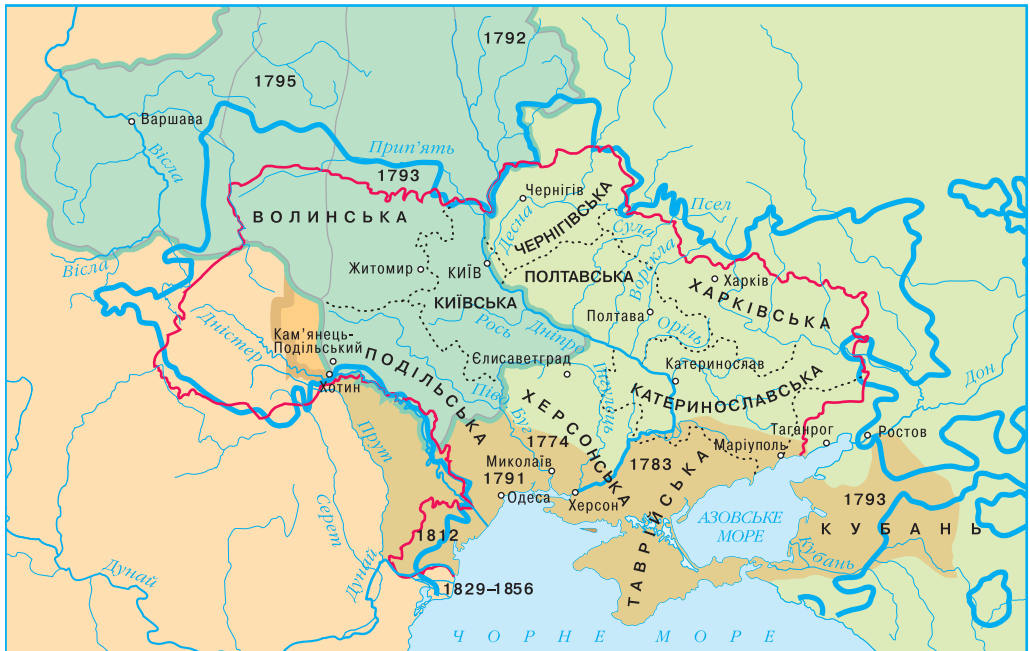 1792
1795
Варшава
Прип’ять
Вісла
1793
Чернігів
Псел
ВОЛИНСЬКА
Десна
ЧЕРНІГІВСЬКА
Сула
Вісла
Житомир
КИЇВ
ПОЛТАВСЬКА
Ворскла
Харків
ХАРКІВСЬКА
КИЇВСЬКА
Дністер
Рось
Дніпро
Полтава
Оріль
Кам’янець-
Подільський
ПОДІЛЬСЬКА
Єлисаветград
Катеринослав
Дон
Хотин
Інгулець
КАТЕРИНОСЛАВСЬКА
Півд.
Буг
ХЕРСОНСЬКА
Прут
1774
Таганрог
Ростов
Маріуполь
Миколаїв
1783
1791
Одеса
Херсон
1793
ТАВРІЙСЬКА
АЗОВСЬКЕ
МОРЕ
КУБАНЬ
Серет
1812
Кубань
Дунай
Дунай
1829–1856
ЧОРНЕ МОРЕ